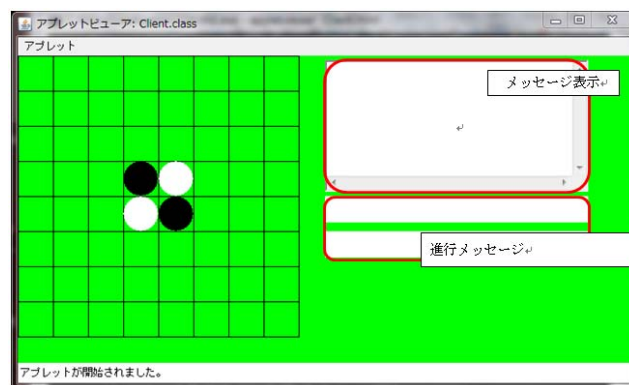 アプレットビューア: Client.class
アプレット
メッセージ表示↵
↵
進行メッセージ↵
アプレットが開始されました。